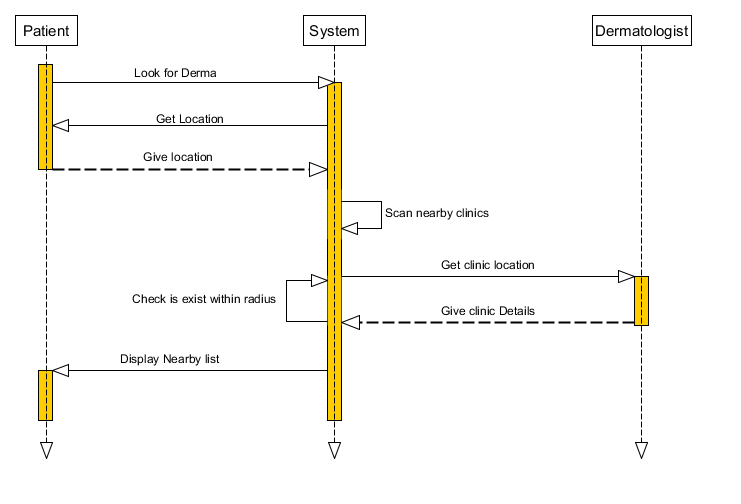 Patient
System
Dermatologist
Look for Derma
Get Location
Give location
Scan nearby clinics
Get clinic location
Check is exist within radius
Give clinic Details
Display Nearby list